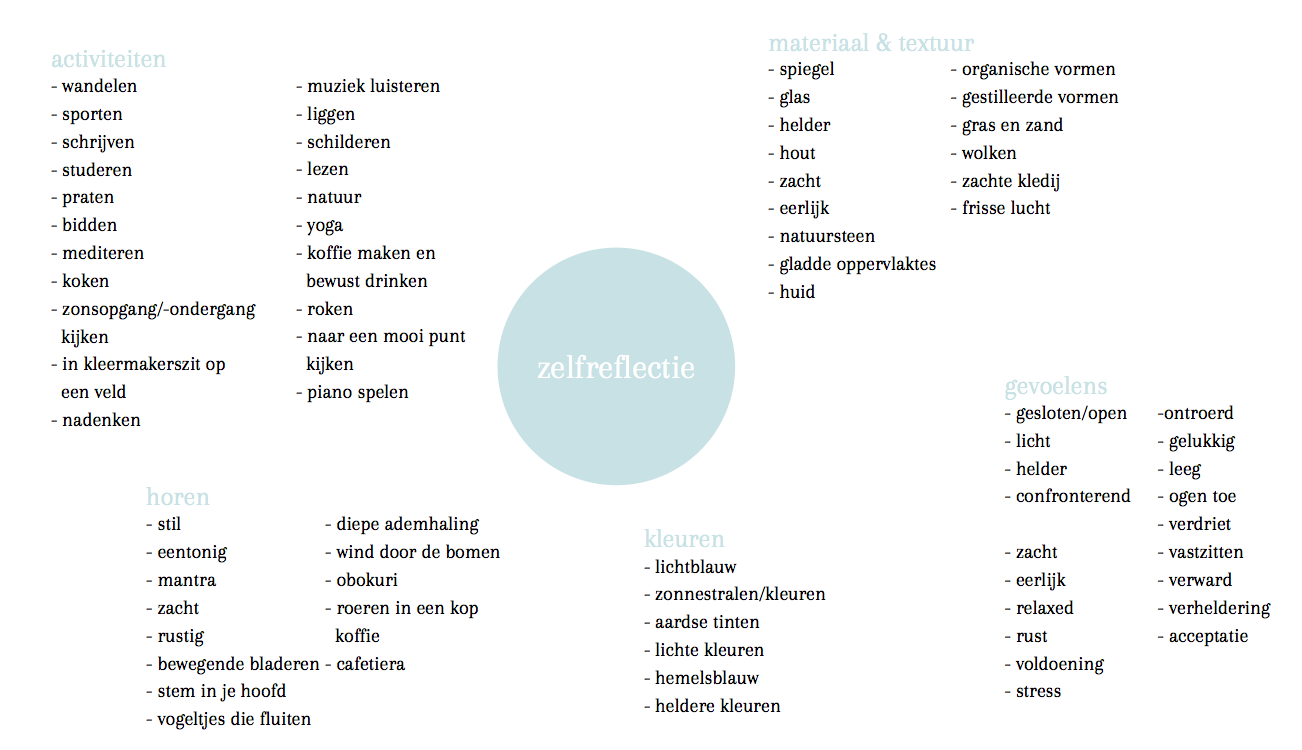 activiteiten
- wandelen
- sporten
- schrijven
- studeren
- praten
- bidden
- mediteren
- koken
- zonsopgang/-ondergang
kijken
- in kleermakerszit op
een veld
- nadenken
- muziek luisteren
- liggen
- schilderen
- lezen
- natuur
- yoga
- koffie maken en
bewust drinken
- roken
- naar een mooi punt
kijken
- piano spelen
materiaal & textuur
- spiegel
- glas
- helder
- hout
- zacht
- eerlijk
- natuursteen
- gladde oppervlaktes
- huid
- organische vormen
- gestilleerde vormen
- gras en zand
- wolken
- zachte kledij
- frisse lucht
zelfreflectie
gevoelens
- gesloten/open
- licht
- helder
- confronterend
- zacht
- eerlijk
- relaxed
- rust
- voldoening
- stress
-ontroerd
- gelukkig
- leeg
- ogen toe
- verdriet
- vastzitten
- verward
- verheldering
- acceptatie
horen
- stil
- eentonig
- mantra
- zacht
- rustig
- bewegende bladeren
- stem in je hoofd
- vogeltjes die fluiten
- diepe ademhaling
- wind door de bomen
- obokuri
- roeren in een kop
koffie
- cafetiera
kleuren
- lichtblauw
- zonnestralen/kleuren
- aardse tinten
- lichte kleuren
- hemelsblauw
- heldere kleuren